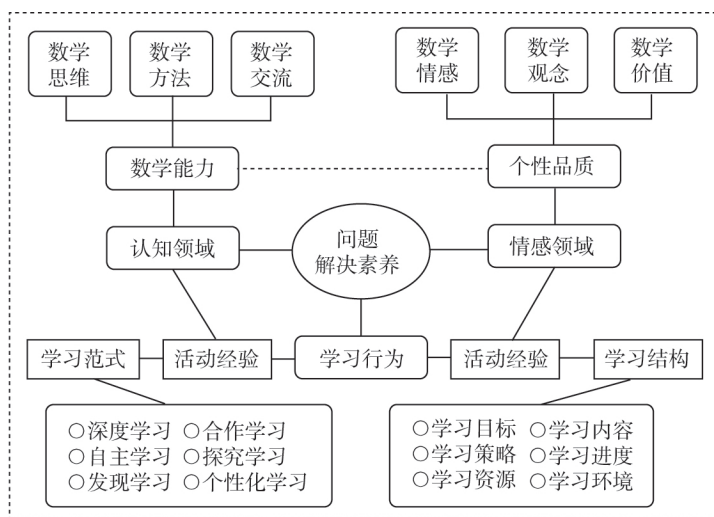 数学
思维
数学
方法
数学
交流
数学
情感
数学
观念
数学
价值
数学能力
个性品质
认知领域
问题
解决素养
情感领域
学习范式
活动经验
学习行为
活动经验
学习结构
○深度学习 ○合作学习
○自主学习 ○探究学习
○发现学习 ○个性化学习
○学习目标 ○学习内容
○学习策略 ○学习进度
○学习资源 ○学习环境